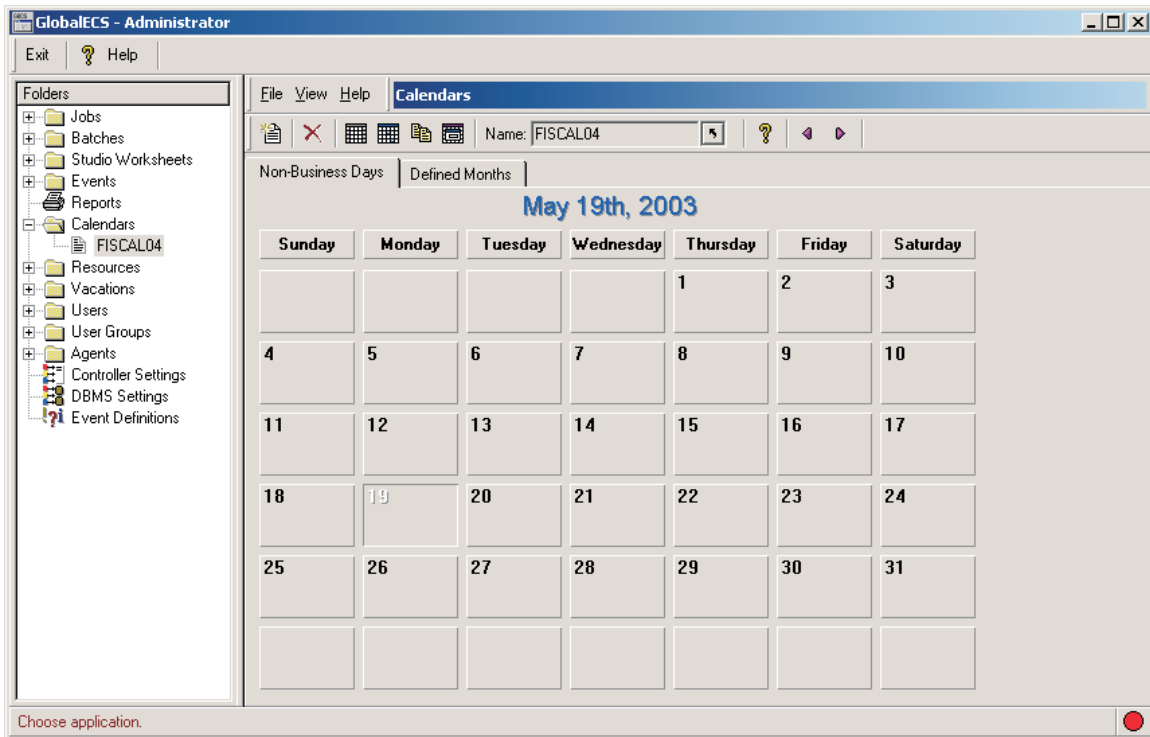 GlobalECS - Administrator
Exit Help
Folders
Jobs
Batches
Studio Worksheets
Events
Reports
Calendars
FISCAL04
Resources
Vacations
Users
User Groups
Agents
Controller Settings
DBMS Settings
Event Definitions
File View Help Calendars
Name: FISCAL04
Non-Business Days Defined Months
May 19th, 2003
Sunday Monday Tuesday Wednesday Thursday Friday Saturday
1 2 3
4 5 6 7 8 9 10
11 12 13 14 15 16 17
18 19 20 21 22 23 24
25 26 27 28 29 30 31
Choose application.